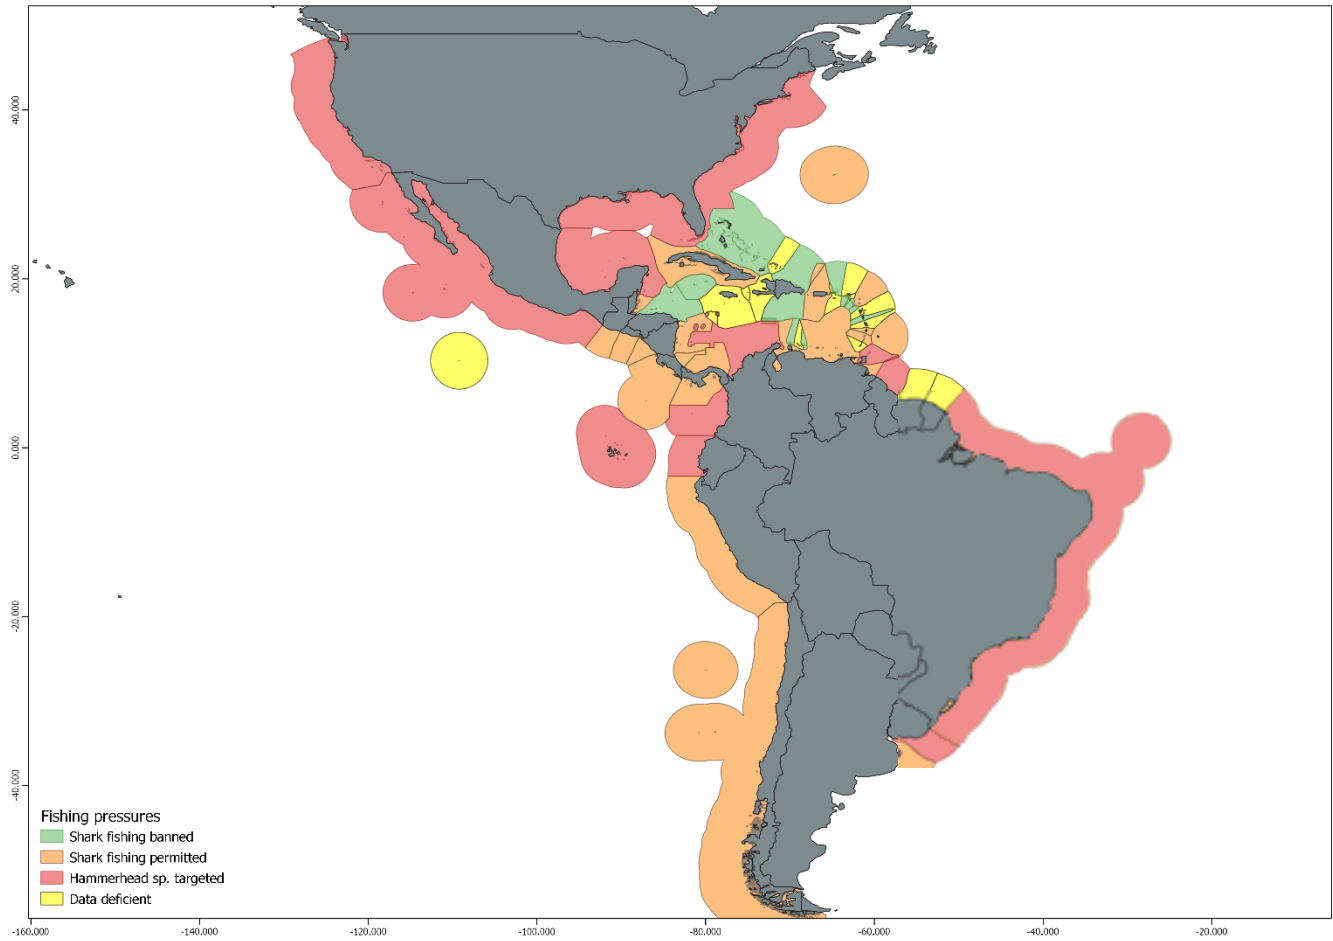 40.000
20.000
0.000
-20.000
-40.000
Fishing pressures
Shark fishing banned
Shark fishing permitted
Hammerhead sp. targeted
Data deficient
-160.000 -140.000 -120.000 -100.000 -80.000 -60.000 -40.000 -20.000